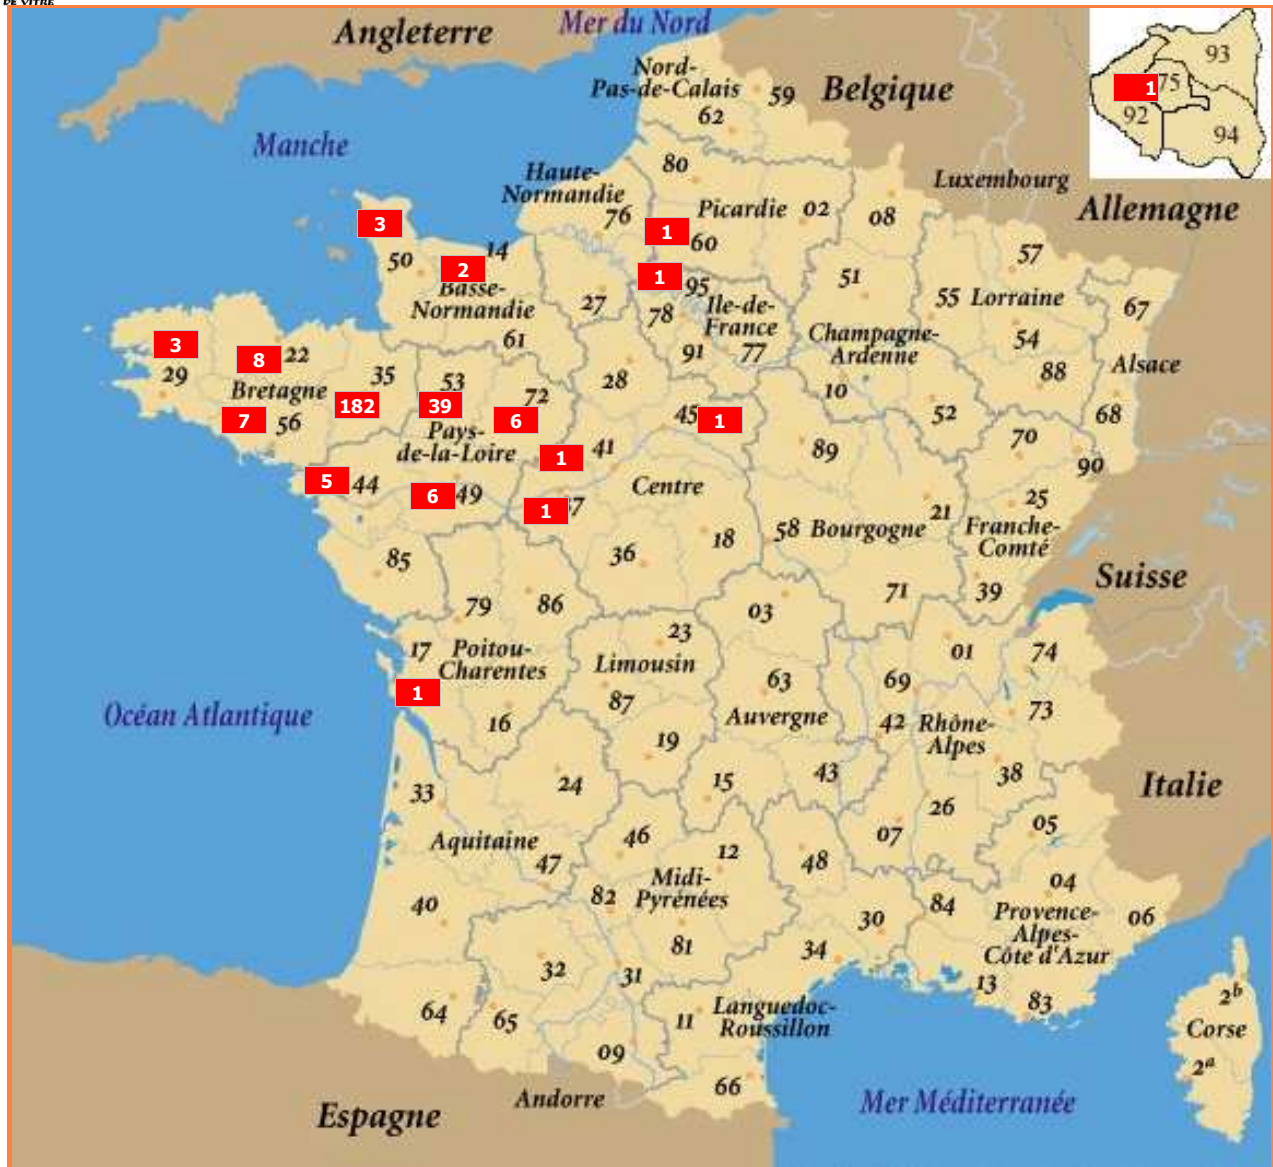 DE VITRE
Mer du Nord
Angleterre
93
Nord-
Pas-de-Calais
59
Belgique
1
75
62
92
94
Manche
80
Haute-
Normandie
Luxembourg
76
Picardie
02
08
Allemagne
3
1
60
14
57
50
2
1
95
51
Basse-
Normandie
27
78
Ile-de-
France
55
Lorraine
67
61
91
77
Champagne-
Ardenne
54
3
8
22
29
35
53
28
88
Alsace
Bretagne
72
10
182
39
6
45
1
52
68
7
56
Pays-
de-la-Loire
41
89
70
1
90
5
44
6
49
Centre
1
37
25
58
Bourgogne
21
Franche-
Comté
18
85
36
Suisse
79
86
03
71
39
23
17
Poitou-
Charentes
Limousin
01
74
1
87
63
69
Océan Atlantique
16
Auvergne
42
Rhône-
Alpes
73
19
33
24
15
43
38
Italie
26
05
Aquitaine
46
07
47
12
48
Midi-
Pyrénées
04
40
82
84
Provence-
Alpes-
Côte d'Azur
06
30
81
34
32
31
13
83
2b
64
65
11
Languedoc-
Roussillon
Corse
09
2a
66
Andorre
Espagne
Mer Méditerranée